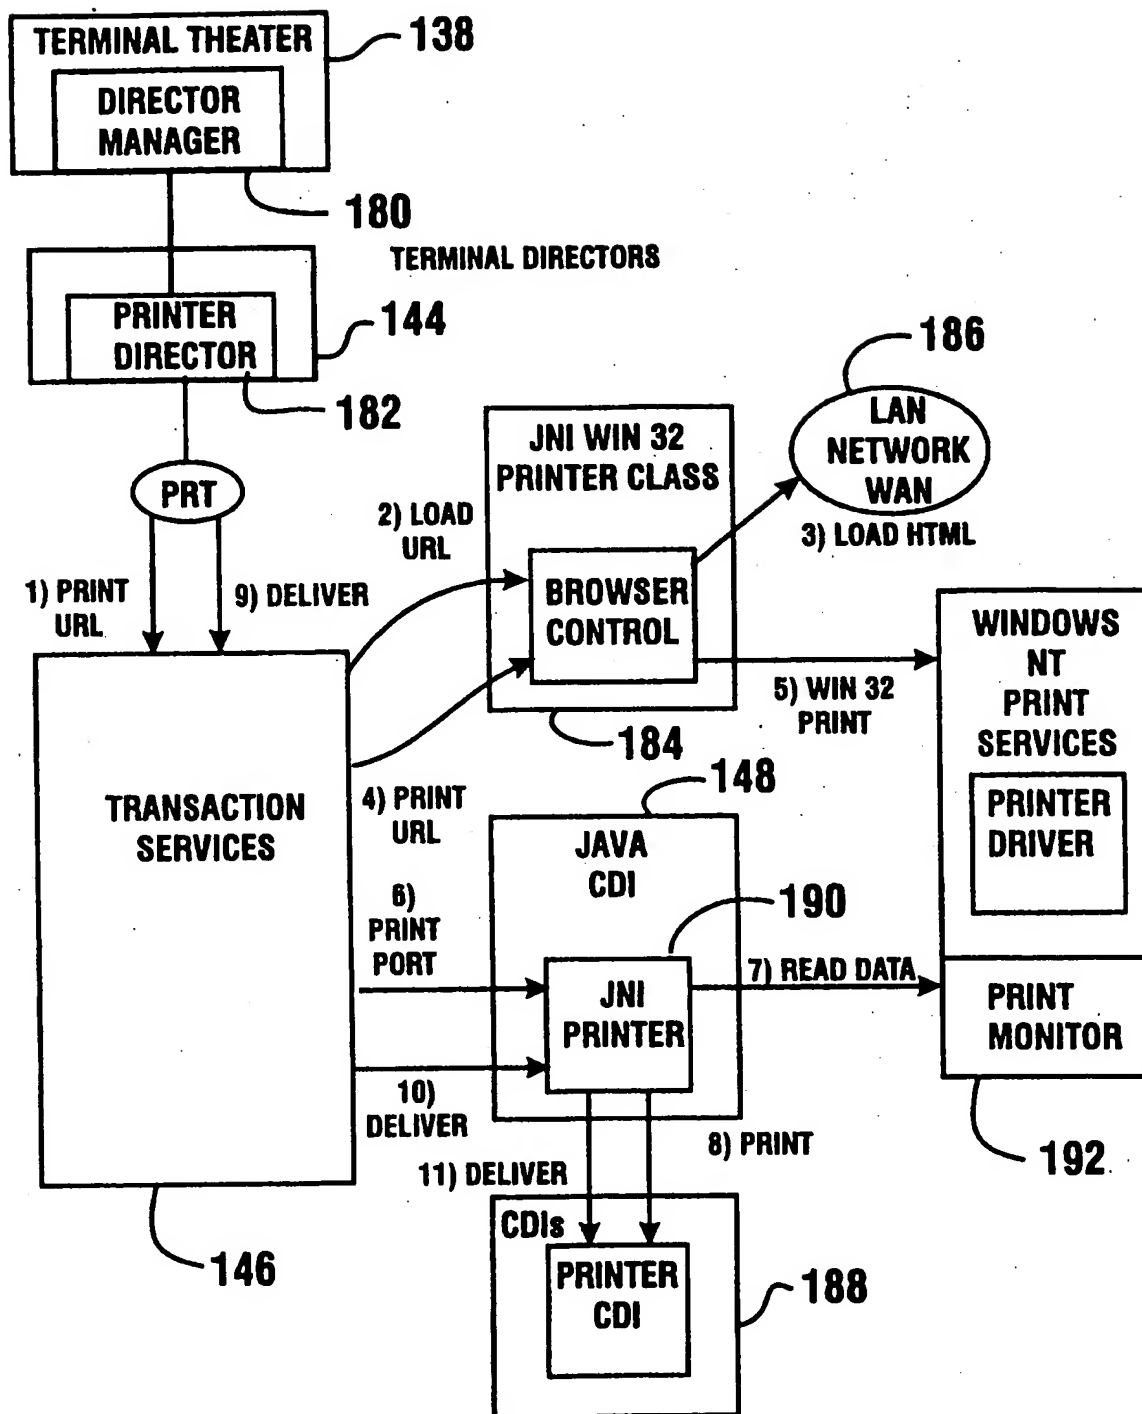 TERMINAL THEATER
138
DIRECTOR
MANAGER
180
TERMINAL DIRECTORS
PRINTER
DIRECTOR
144
182
PRT
1) PRINT
URL
9) DELIVER
2) LOAD
URL
JNI WIN 32
PRINTER CLASS
BROWSER
CONTROL
184
186
LAN
NETWORK
WAN
3) LOAD HTML
4) PRINT
URL
5) WIN 32
PRINT
WINDOWS
NT
PRINT
SERVICES
PRINTER
DRIVER
PRINT
MONITOR
192
TRANSACTION
SERVICES
146
6)
PRINT
PORT
10)
DELIVER
148
JAVA
CDI
190
JNI
PRINTER
7) READ DATA
8) PRINT
11) DELIVER
CDIs
PRINTER
CDI
188